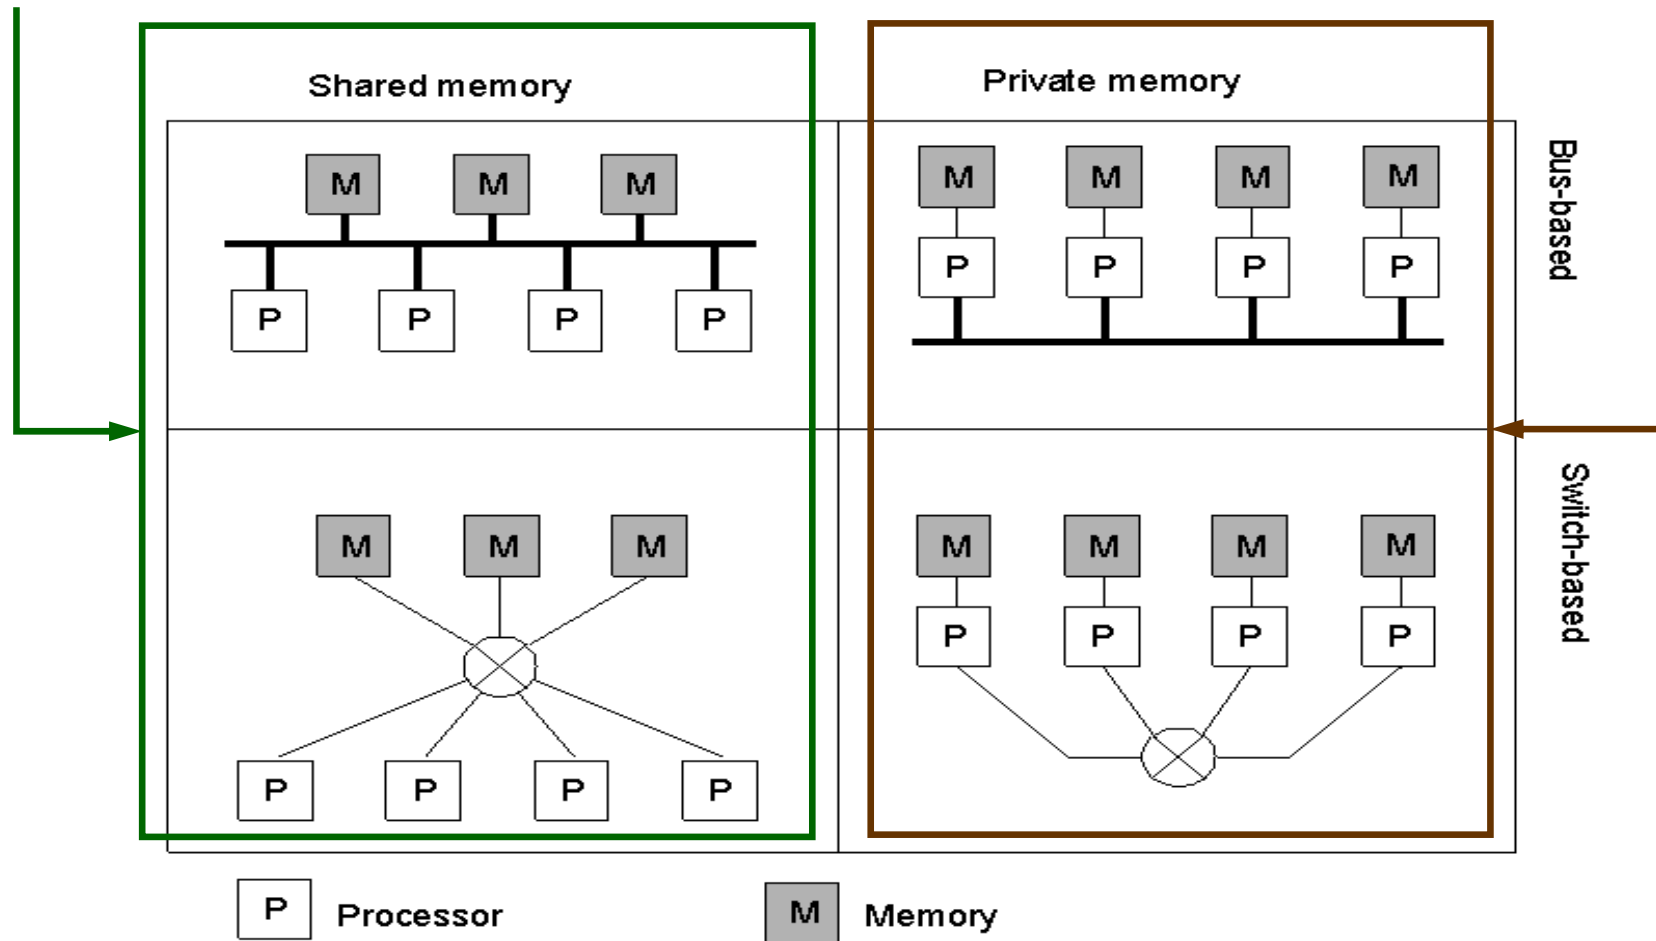 Shared memory
Private memory
M M M
M M M M
P P P P
P P P P
Bus-based
M M M
M M M M
P P P P
P P P P
Switch-based
P Processor
M Memory